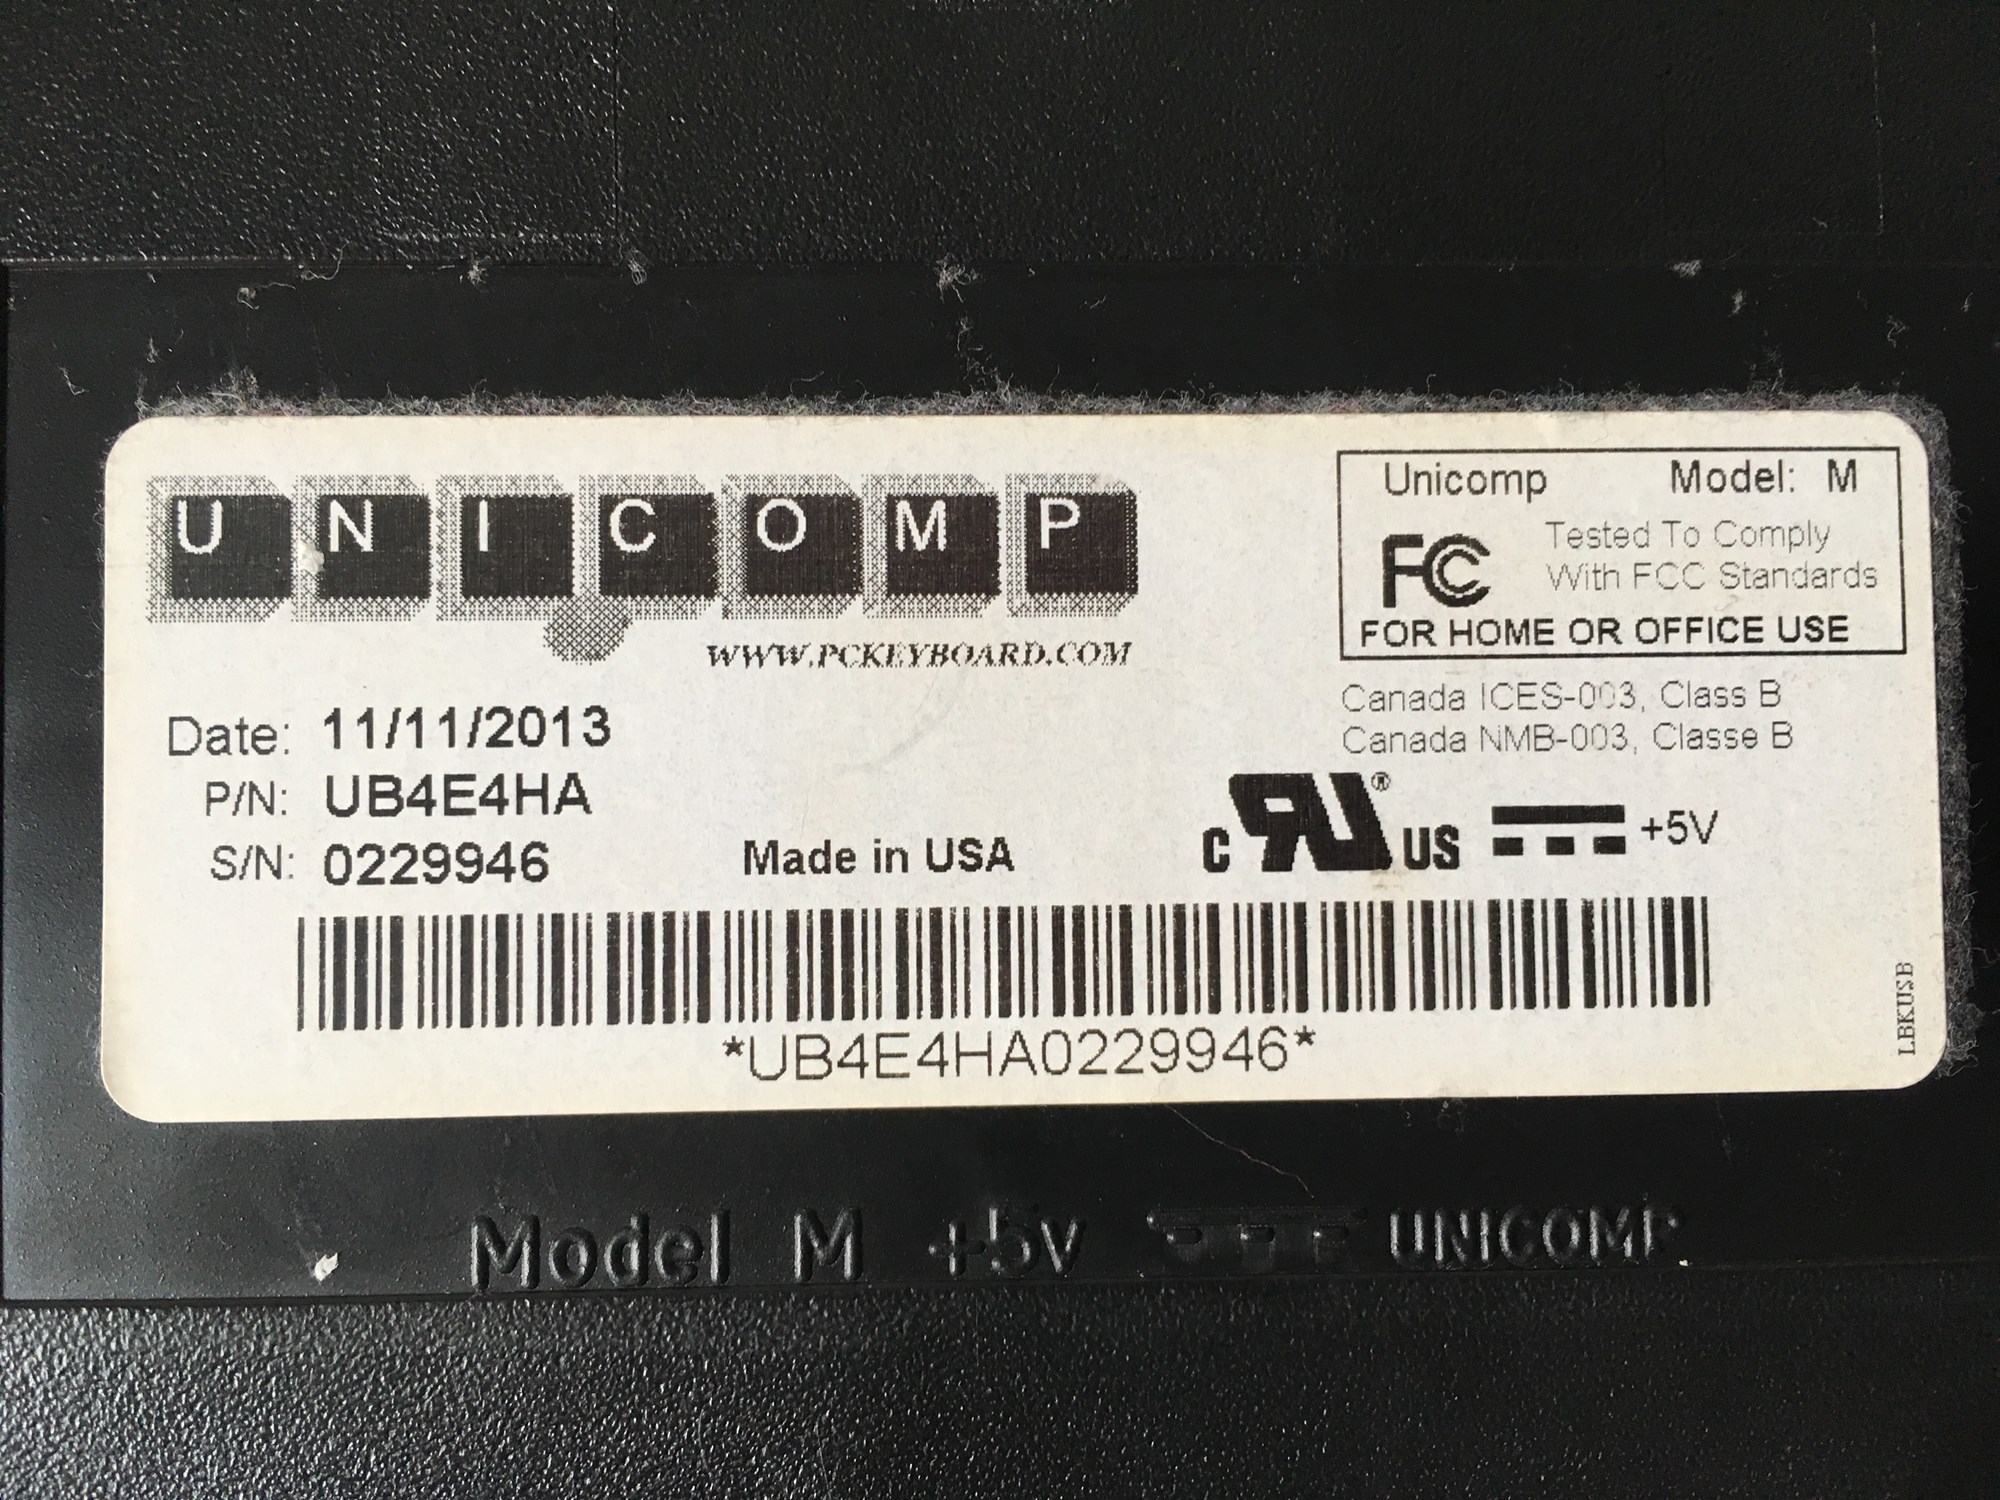 UNICOMP
WWW.PCKEYBOARD.COM
Unicomp Model: M
FC Tested To Comply
With FCC Standards
FOR HOME OR OFFICE USE
Canada ICES-003, Class B
Canada NMB-003, Classe B
Date: 11/11/2013
P/N: UB4E4HA
S/N: 0229946
Made in USA
c RU® US +5V
*UB4E4HA0229946*
LBKUSB
Model M +5v UNICOMP